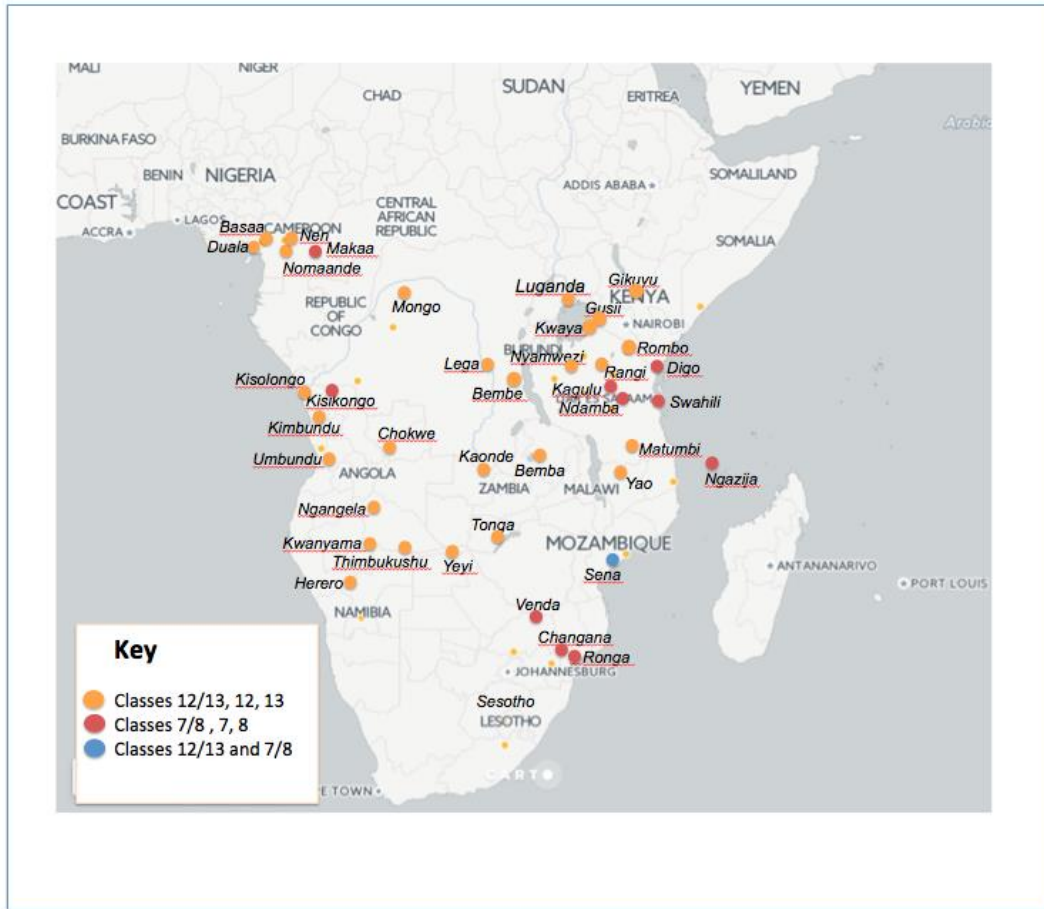 MALI
NIGER
CHAD
SUDAN
ERITREA
YEMEN
Arabia
BURKINA FASO
BENIN
NIGERIA
COAST
ACCRA
LAGOS
CENTRAL
AFRICAN
REPUBLIC
ADDIS ABABA
SOMALILAND
SOMALIA
Basaa
CAMEROON
Nen
Duala
Makaa
Nomaande
REPUBLIC
OF
CONGO
Mongo
Luganda
Gikuyu
KENYA
Gusii
NAIROBI
Kwaya
BURUNDI
Nyamwezi
Rombo
Lega
Rangi
Digo
Kisolongo
Bembe
Kagulu
Kisikongo
Ndamba
Swahili
Kimbundu
Chokwe
Umbundu
ANGOLA
Kaonde
ZAMBIA
Bemba
MALAWI
Matumbi
Yao
Ngazija
Ngangela
Tonga
Kwanyama
Thimbukushu
Yeyi
MOZAMBIQUE
Sena
ANTANANARIVO
PORT LOUIS
Herero
NAMIBIA
Venda
Changana
Ronga
JOHANNESBURG
Sesotho
LESOTHO
CARTO
E TOWN
Key
Classes 12/13, 12, 13
Classes 7/8 , 7, 8
Classes 12/13 and 7/8